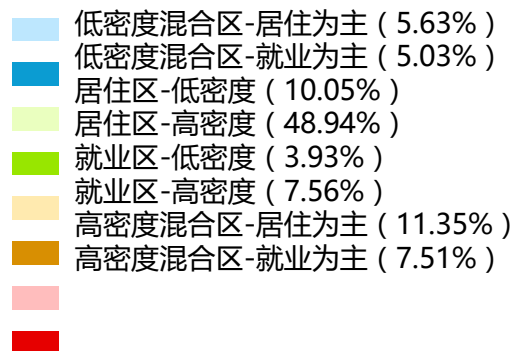 低密度混合区-居住为主（5.63%）
低密度混合区-就业为主（5.03%）
居住区-低密度（10.05%）
居住区-高密度（48.94%）
就业区-低密度（3.93%）
就业区-高密度（7.56%）
高密度混合区-居住为主（11.35%）
高密度混合区-就业为主（7.51%）